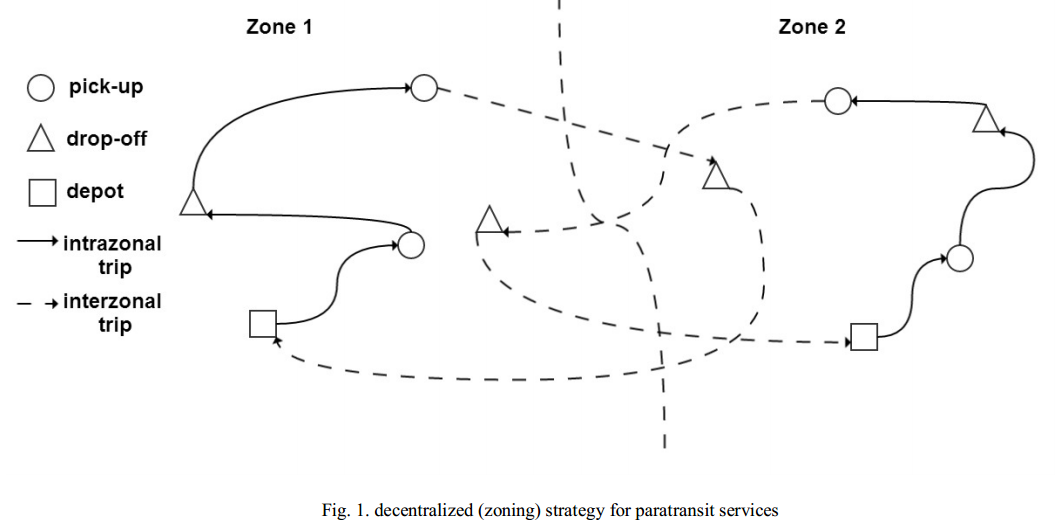 Zone 1
Zone 2
pick-up
drop-off
depot
intrazonal
trip
interzonal
trip
Fig. 1. decentralized (zoning) strategy for paratransit services